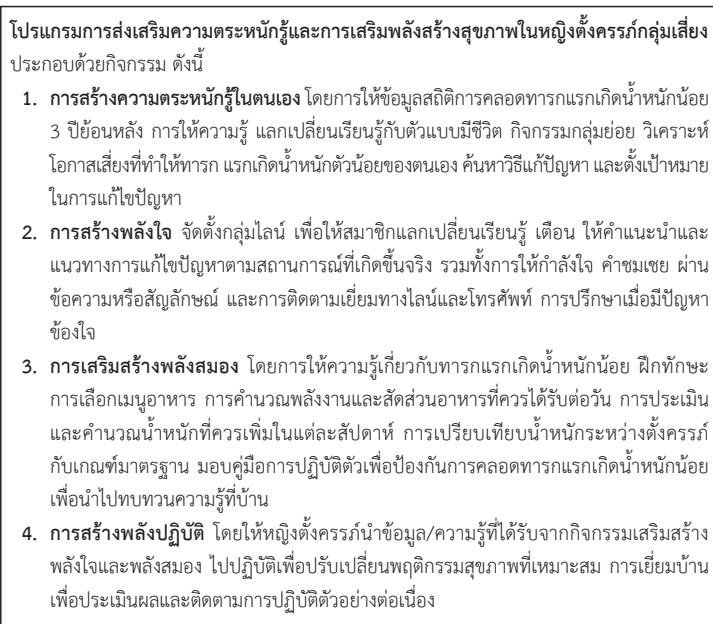 โปรแกรมการส่งเสริมความตระหนักรู้และการเสริมพลังสร้างสุขภาพในหญิงตั้งครรภ์กลุ่มเสี่ยง
ประกอบด้วยกิจกรรม ดังนี้
1. การสร้างความตระหนักรู้ในตนเอง โดยการให้ข้อมูลสถิติการคลอดทารกแรกเกิดน้ำหนักน้อย
3 ปีย้อนหลัง การให้ความรู้ แลกเปลี่ยนเรียนรู้กับตัวแบบมีชีวิต กิจกรรมกลุ่มย่อย วิเคราะห์
โอกาสเสี่ยงที่ทำให้ทารก แรกเกิดน้ำหนักตัวน้อยของตนเอง ค้นหาวิธีแก้ปัญหา และตั้งเป้าหมาย
ในการแก้ไขปัญหา
2. การสร้างพลังใจ จัดตั้งกลุ่มไลน์ เพื่อให้สมาชิกแลกเปลี่ยนเรียนรู้ เตือน ให้คำแนะนำและ
แนวทางการแก้ไขปัญหาตามสถานการณ์ที่เกิดขึ้นจริง รวมทั้งการให้กำลังใจ คำชมเชย ผ่าน
ข้อความหรือสัญลักษณ์ และการติดตามเยี่ยมทางไลน์และโทรศัพท์ การปรึกษาเมื่อมีปัญหา
ข้องใจ
3. การเสริมสร้างพลังสมอง โดยการให้ความรู้เกี่ยวกับทารกแรกเกิดน้ำหนักน้อย ฝึกทักษะ
การเลือกเมนูอาหาร การคำนวณพลังงานและสัดส่วนอาหารที่ควรได้รับต่อวัน การประเมิน
และคำนวณน้ำหนักที่ควรเพิ่มในแต่ละสัปดาห์ การเปรียบเทียบน้ำหนักระหว่างตั้งครรภ์
กับเกณฑ์มาตรฐาน มอบคู่มือการปฏิบัติตัวเพื่อป้องกันการคลอดทารกแรกเกิดน้ำหนักน้อย
เพื่อนำไปทบทวนความรู้ที่บ้าน
4. การสร้างพลังปฏิบัติ โดยให้หญิงตั้งครรภ์นำข้อมูล/ความรู้ที่ได้รับจากกิจกรรมเสริมสร้าง
พลังใจและพลังสมอง ไปปฏิบัติเพื่อปรับเปลี่ยนพฤติกรรมสุขภาพที่เหมาะสม การเยี่ยมบ้าน
เพื่อประเมินผลและติดตามการปฏิบัติตัวอย่างต่อเนื่อง